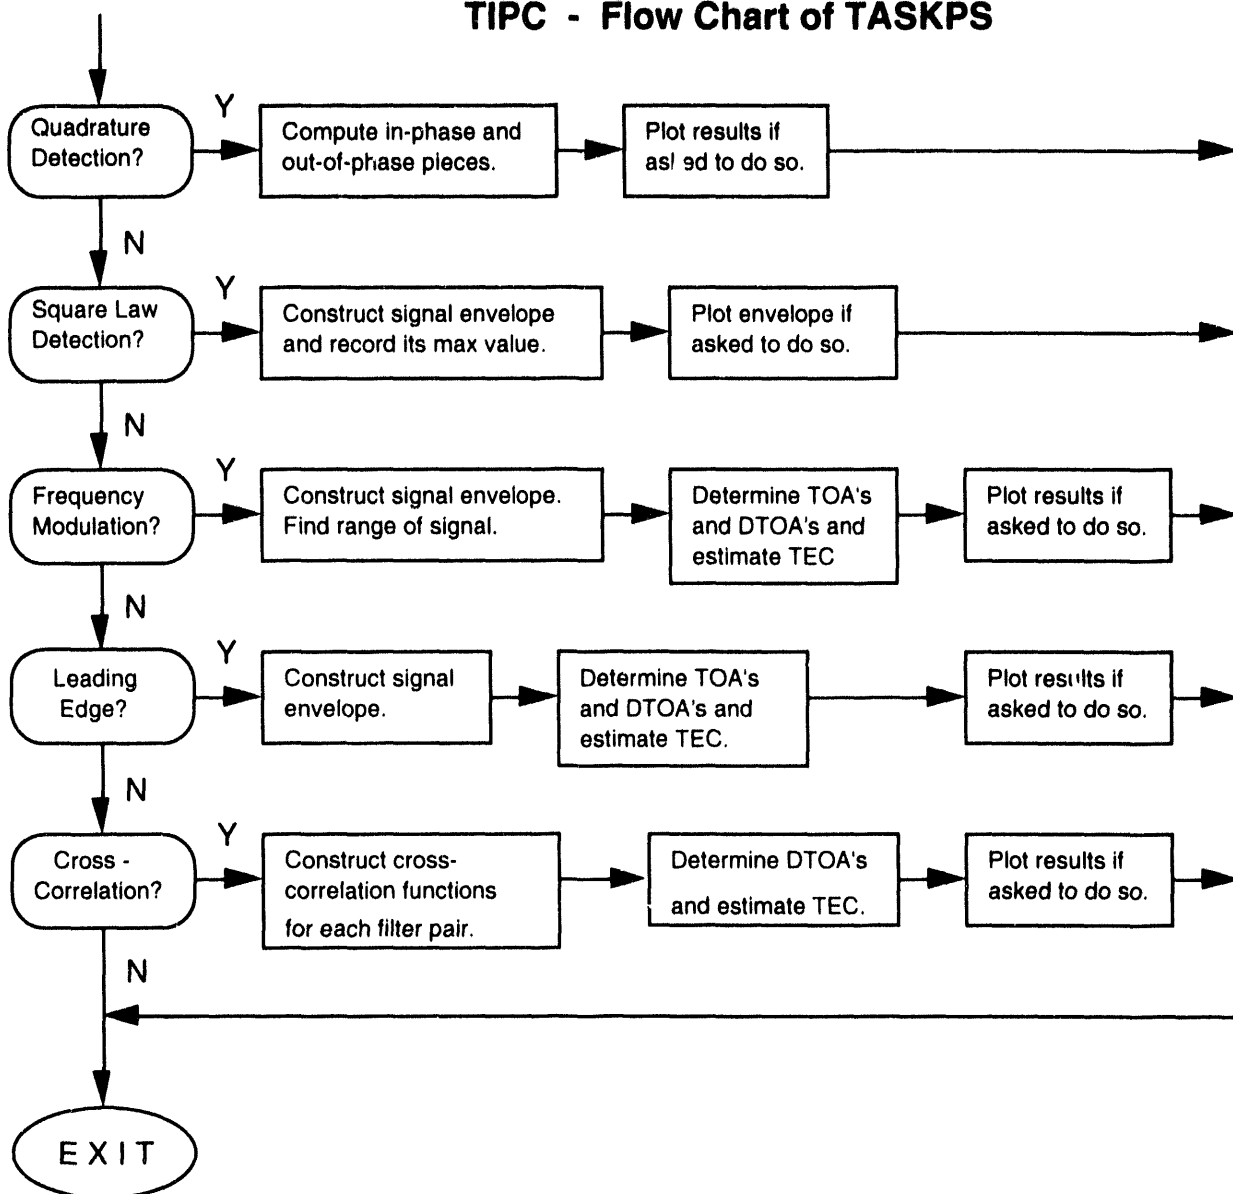 TIPC - Flow Chart of TASKPS
Y
Quadrature
Detection?
Compute in-phase and
out-of-phase pieces.
Plot results if
asked to do so.
N
Y
Square Law
Detection?
Construct signal envelope
and record its max value.
Plot envelope if
asked to do so.
N
Y
Frequency
Modulation?
Construct signal envelope.
Find range of signal.
Determine TOA's
and DTOA's and
estimate TEC
Plot results if
asked to do so.
N
Y
Leading
Edge?
Construct signal
envelope.
Determine TOA's
and DTOA's and
estimate TEC.
Plot results if
asked to do so.
N
Y
Cross -
Correlation?
Construct cross-
correlation functions
for each filter pair.
Determine DTOA's
and estimate TEC.
Plot results if
asked to do so.
N
EXIT